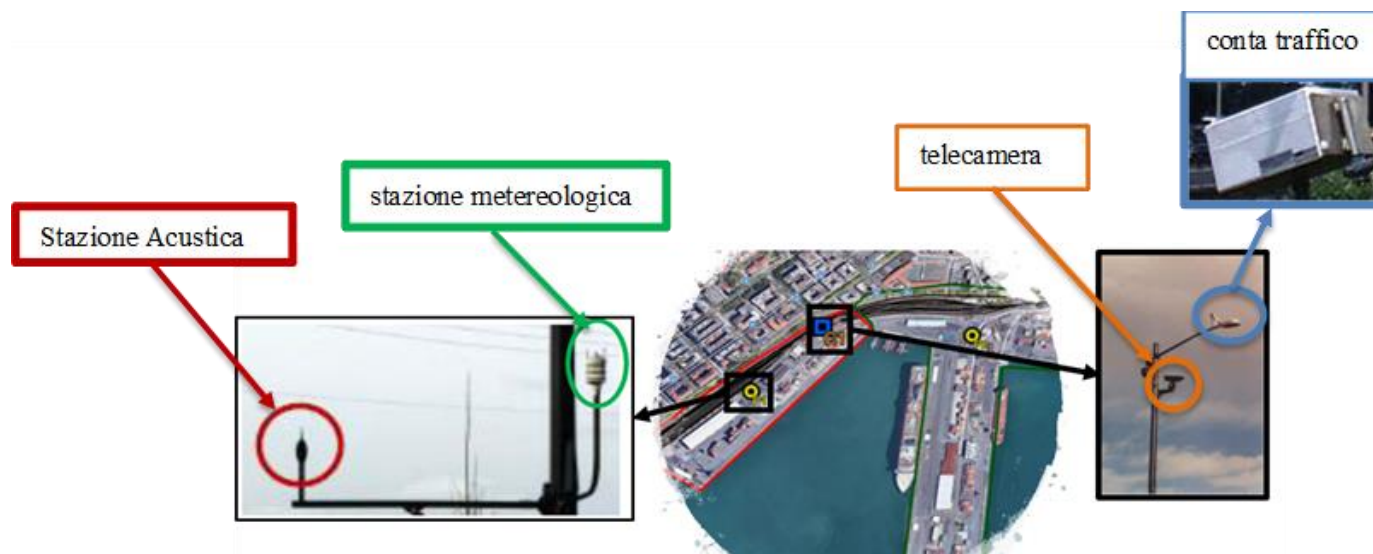 conta traffico
telecamera
stazione metereologica
Stazione Acustica